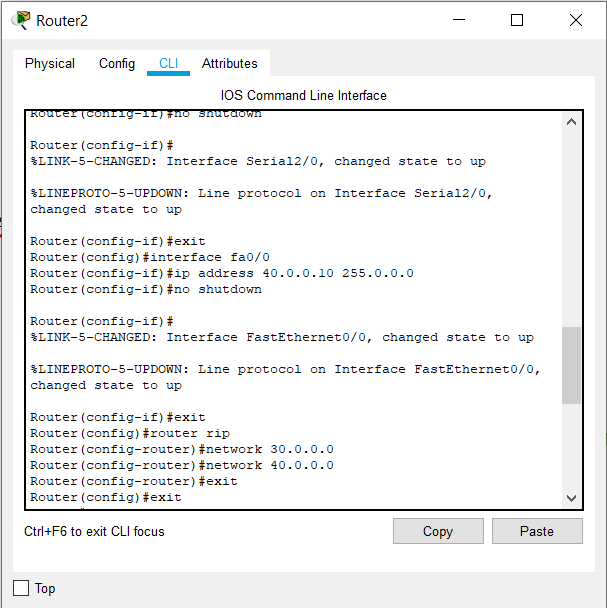 Router2
Physical Config CLI Attributes
IOS Command Line Interface
Router(config-if)#no shutdown
Router(config-if)#
%LINK-5-CHANGED: Interface Serial2/0, changed state to up
%LINEPROTO-5-UPDOWN: Line protocol on Interface Serial2/0,
changed state to up
Router(config-if)#exit
Router(config)#interface fa0/0
Router(config-if)#ip address 40.0.0.10 255.0.0.0
Router(config-if)#no shutdown
Router(config-if)#
%LINK-5-CHANGED: Interface FastEthernet0/0, changed state to up
%LINEPROTO-5-UPDOWN: Line protocol on Interface FastEthernet0/0,
changed state to up
Router(config-if)#exit
Router(config)#router rip
Router(config-router)#network 30.0.0.0
Router(config-router)#network 40.0.0.0
Router(config-router)#exit
Router(config)#exit
Ctrl+F6 to exit CLI focus
Copy Paste
Top